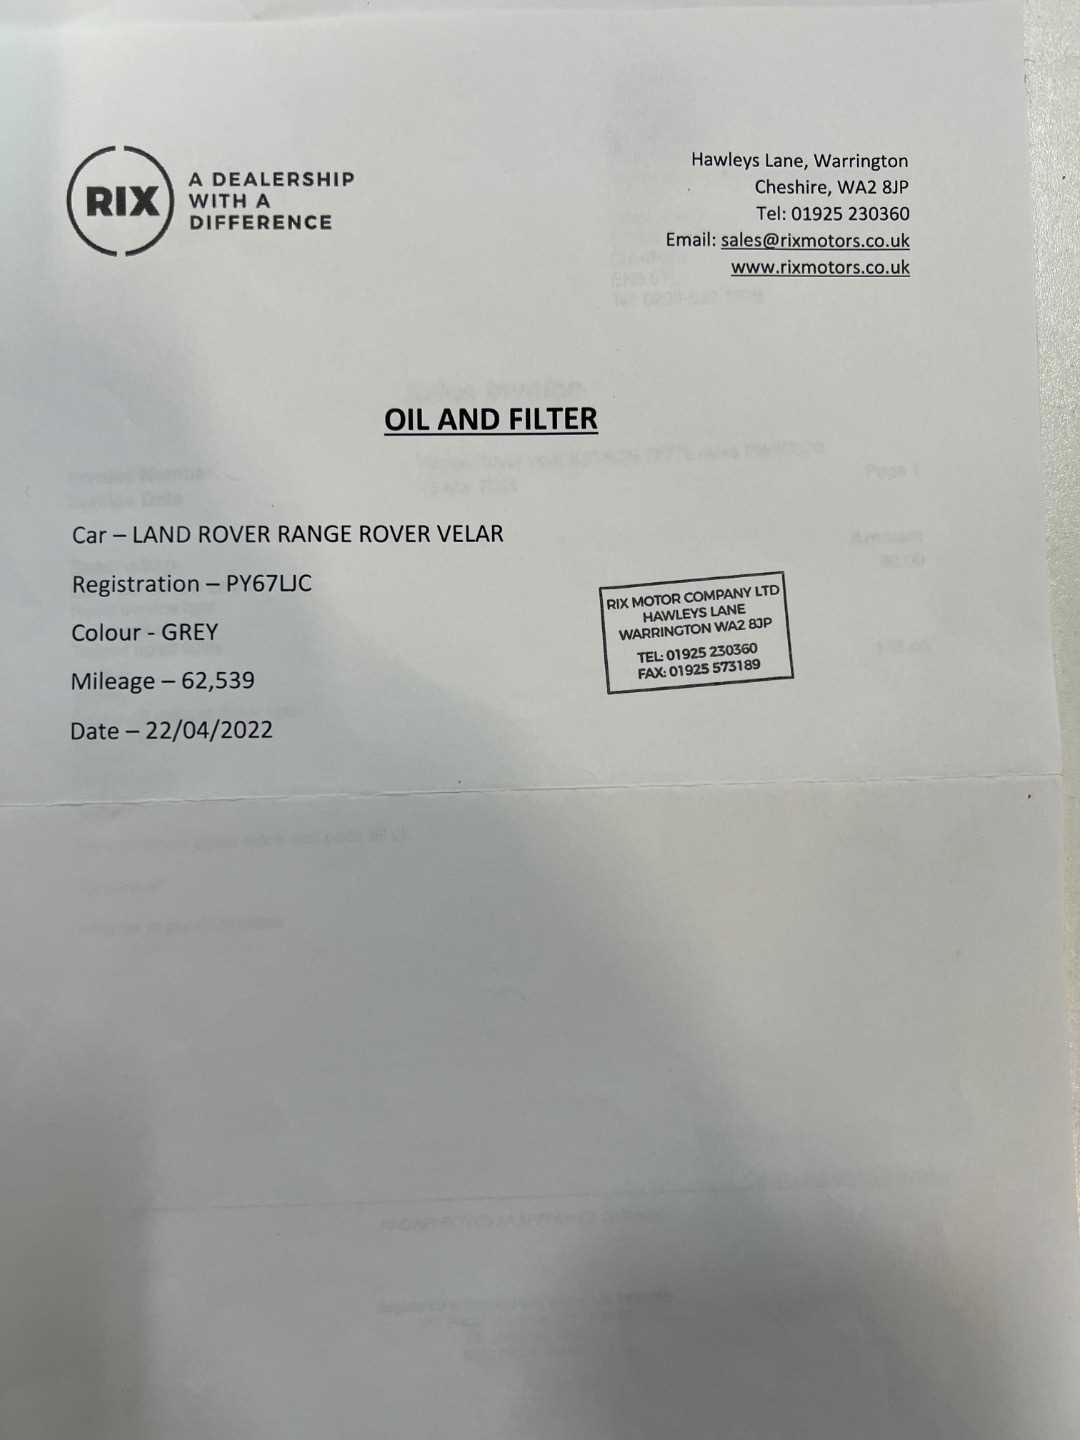 RIX
A DEALERSHIP
WITH A
DIFFERENCE
Hawleys Lane, Warrington
Cheshire, WA2 8JP
Tel: 01925 230360
Email: sales@rixmotors.co.uk
www.rixmotors.co.uk
OIL AND FILTER
Car – LAND ROVER RANGE ROVER VELAR
Registration – PY67LJC
Colour - GREY
Mileage – 62,539
Date – 22/04/2022
RIX MOTOR COMPANY LTD
HAWLEYS LANE
WARRINGTON WA2 8JP
TEL: 01925 230360
FAX: 01925 573189
Page 1
Amount